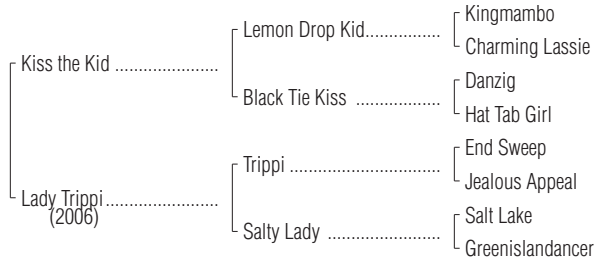 Kingmambo
Lemon Drop Kid.................
Charming Lassie
Kiss the Kid ......................
Danzig
Black Tie Kiss ...................
Hat Tab Girl
End Sweep
Trippi ................................
Jealous Appeal
Lady Trippi........................
(2006)
Salt Lake
Salty Lady ........................
Greenislandancer